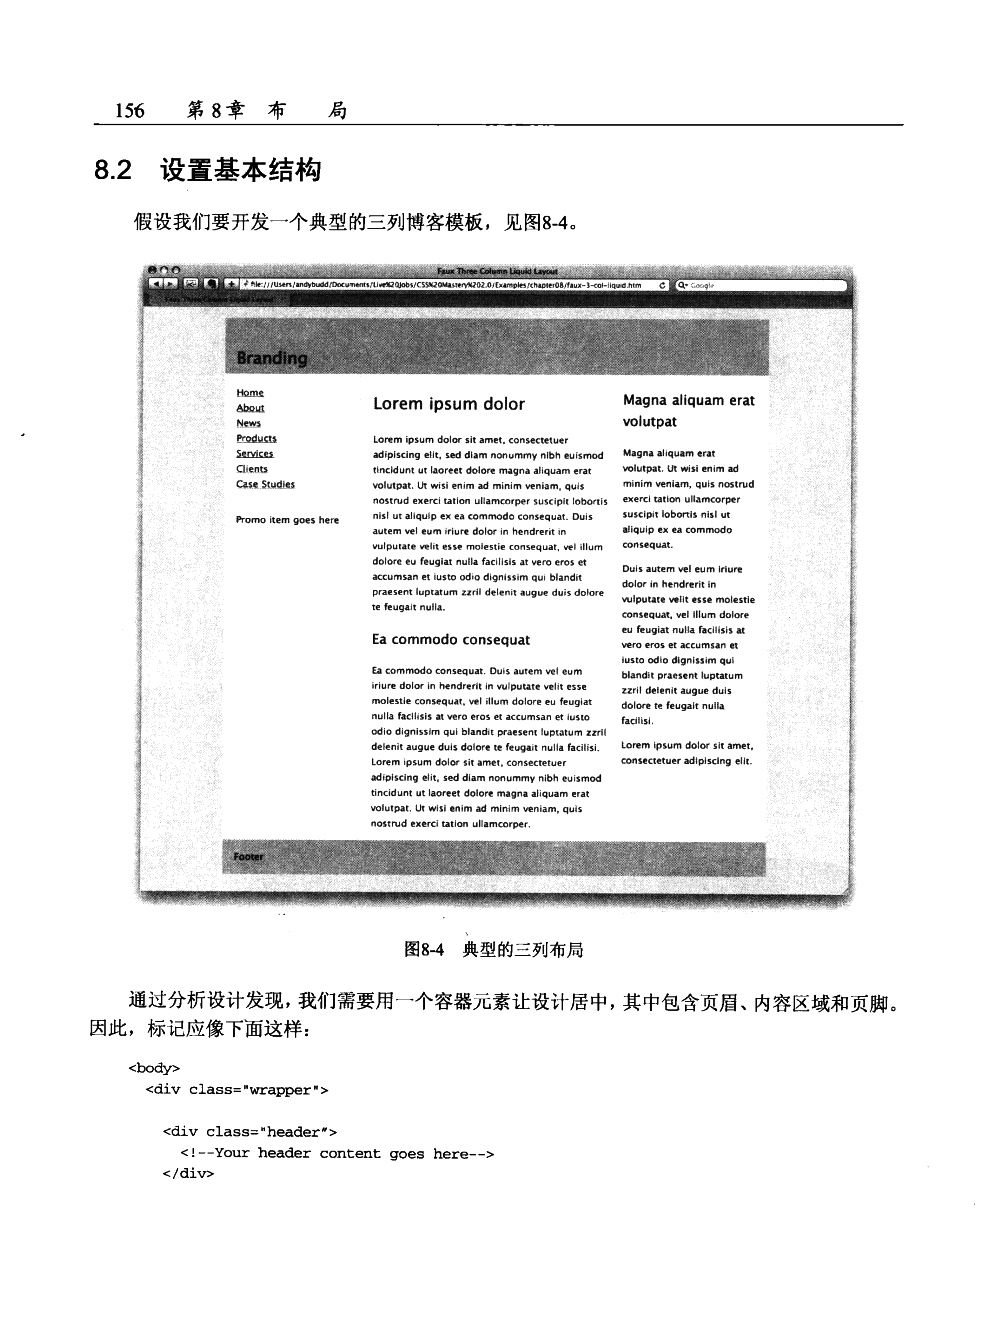 156 第8章 布 局
8.2 设置基本结构
假设我们要开发一个典型的三列博客模板，见图8-4。
Faux Three Column Liquid Layout
file:///Users/andybudd/Documents/Live%20Jobs/CSS%20Mastery%202.0/Examples/chapter08/faux-3-col-liquid.htm
Google
Faux Three Column Liquid Layout
Branding
Home
About
News
Products
Services
Clients
Case Studies
Promo item goes here
Lorem ipsum dolor
Lorem ipsum dolor sit amet, consectetuer
adipiscing elit, sed diam nonummy nibh euismod
tincidunt ut laoreet dolore magna aliquam erat
volutpat. Ut wisi enim ad minim veniam, quis
nostrud exerci tation ullamcorper suscipit lobortis
nisl ut aliquip ex ea commodo consequat. Duis
autem vel eum iriure dolor in hendrerit in
vulputate velit esse molestie consequat, vel illum
dolore eu feugiat nulla facilisis at vero eros et
accumsan et iusto odio dignissim qui blandit
praesent luptatum zzril delenit augue duis dolore
te feugait nulla.
Ea commodo consequat
Ea commodo consequat. Duis autem vel eum
iriure dolor in hendrerit in vulputate velit esse
molestie consequat, vel illum dolore eu feugiat
nulla facilisis at vero eros et accumsan et iusto
odio dignissim qui blandit praesent luptatum zzril
delenit augue duis dolore te feugait nulla facilisi.
Lorem ipsum dolor sit amet, consectetuer
adipiscing elit, sed diam nonummy nibh euismod
tincidunt ut laoreet dolore magna aliquam erat
volutpat. Ut wisi enim ad minim veniam, quis
nostrud exerci tation ullamcorper.
Magna aliquam erat
volutpat
Magna aliquam erat
volutpat. Ut wisi enim ad
minim veniam, quis nostrud
exerci tation ullamcorper
suscipit lobortis nisl ut
aliquip ex ea commodo
consequat.
Duis autem vel eum iriure
dolor in hendrerit in
vulputate velit esse molestie
consequat, vel illum dolore
eu feugiat nulla facilisis at
vero eros et accumsan et
iusto odio dignissim qui
blandit praesent luptatum
zzril delenit augue duis
dolore te feugait nulla
facilisi.
Lorem ipsum dolor sit amet,
consectetuer adipiscing elit.
Footer
图8-4 典型的三列布局
通过分析设计发现，我们需要用一个容器元素让设计居中，其中包含页眉、内容区域和页脚。
因此，标记应像下面这样：
<body>
<div class="wrapper">
<div class="header">
<!--Your header content goes here-->
</div>